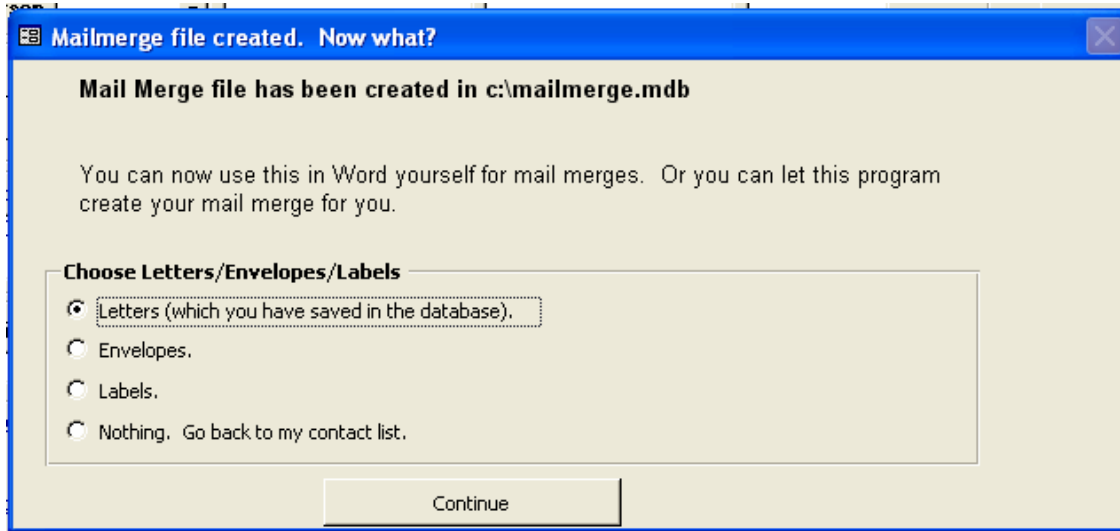 Mailmerge file created.  Now what?
Mail Merge file has been created in c:\mailmerge.mdb
You can now use this in Word yourself for mail merges.  Or you can let this program
create your mail merge for you.
Choose Letters/Envelopes/Labels
Letters (which you have saved in the database).
Envelopes.
Labels.
Nothing.  Go back to my contact list.
Continue